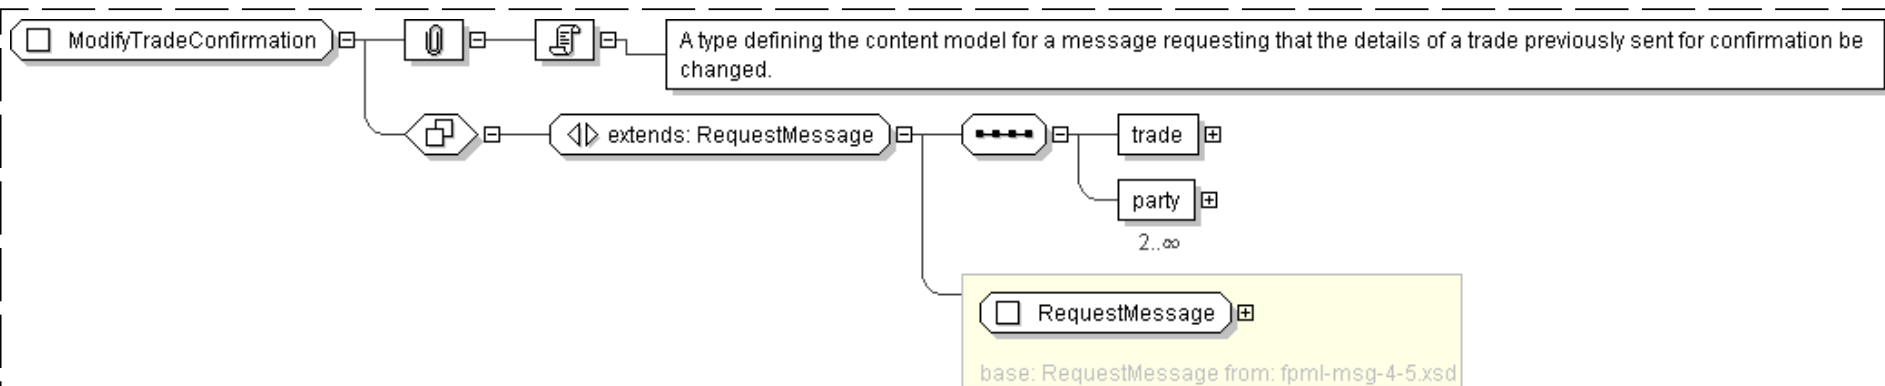 ModifyTradeConfirmation
A type defining the content model for a message requesting that the details of a trade previously sent for confirmation be
changed.
extends: RequestMessage
trade
party
2..∞
RequestMessage
base: RequestMessage from: fpml-msg-4-5.xsd